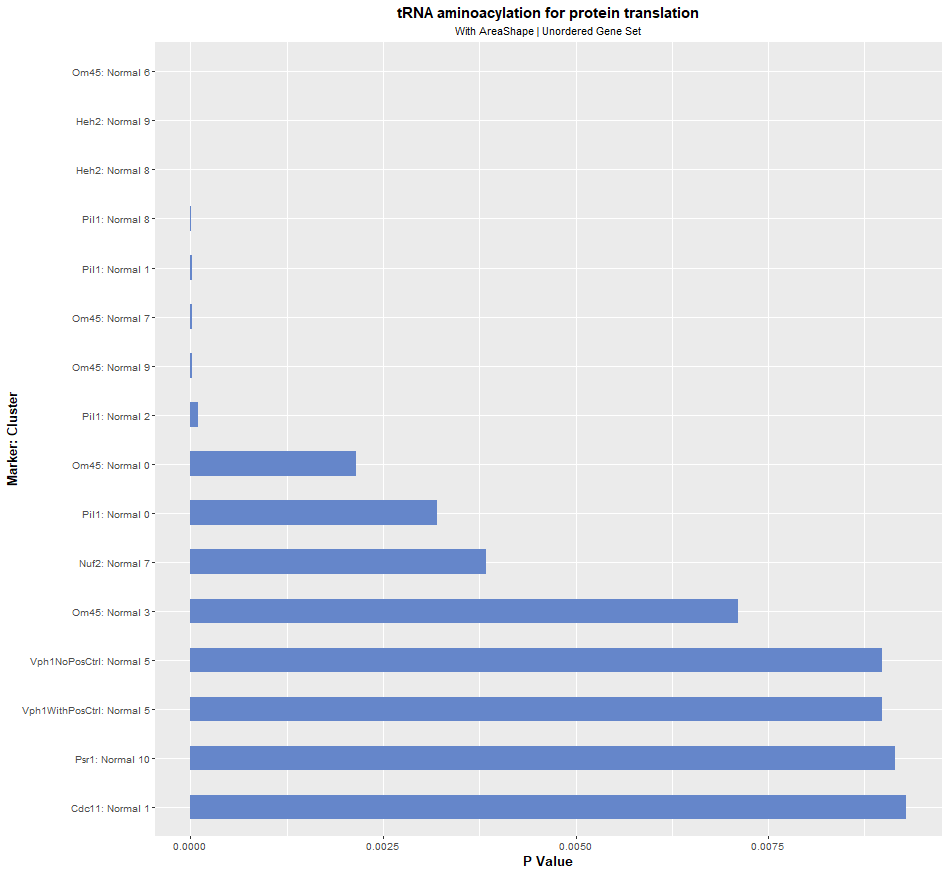 tRNA aminoacylation for protein translation
With AreaShape | Unordered Gene Set
Marker: Cluster
Om45: Normal 6
Heh2: Normal 9
Heh2: Normal 8
Pil1: Normal 8
Pil1: Normal 1
Om45: Normal 7
Om45: Normal 9
Pil1: Normal 2
Om45: Normal 0
Pil1: Normal 0
Nuf2: Normal 7
Om45: Normal 3
Vph1NoPosCtrl: Normal 5
Vph1WithPosCtrl: Normal 5
Psr1: Normal 10
Cdc11: Normal 1
0.0000 0.0025 0.0050 0.0075
P Value